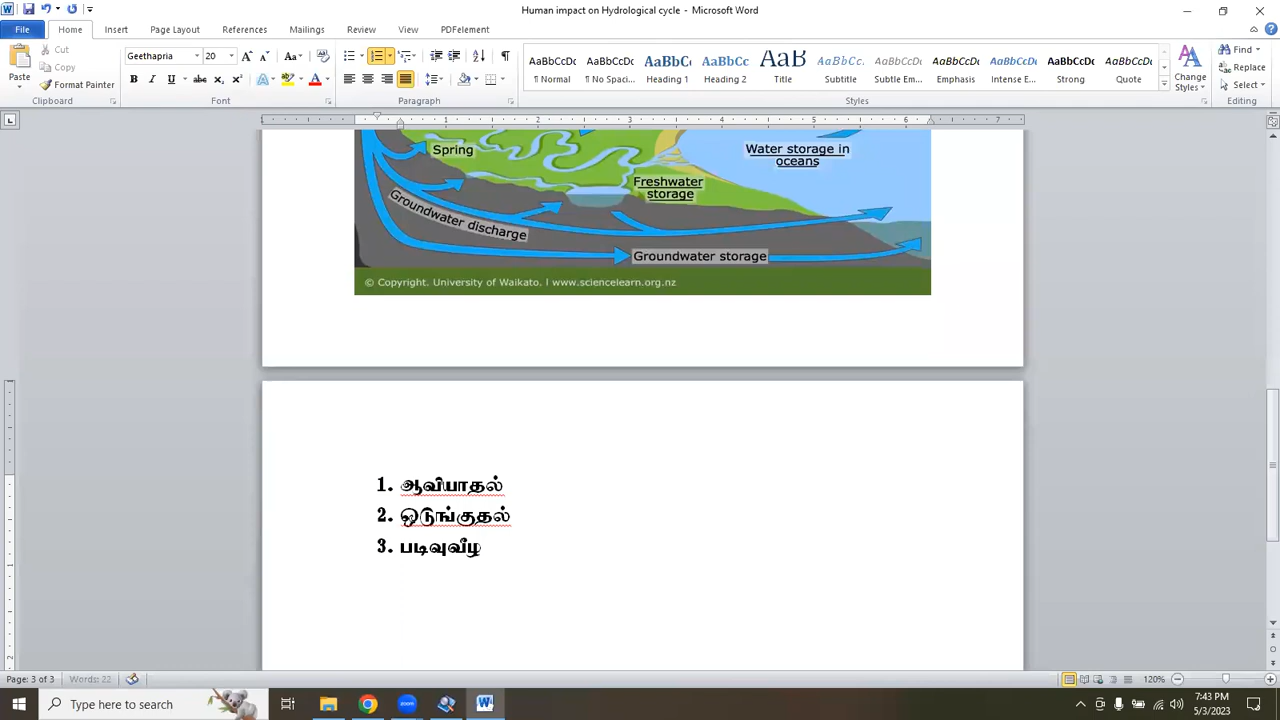 Human impact on Hydrological cycle - Microsoft Word
File Home Insert Page Layout References Mailings Review View PDFelement
Paste
Cut
Copy
Format Painter
Clipboard
Geethapria 20
Font
Paragraph
AaBbCcDc AaBbCcDc AaBbC AaBbCc AaB AaBbCcL AaBbCcDc AaBbCcDc AaBbCcDc AaBbCcDc AaBbCcDc
¶ Normal ¶ No Spaci... Heading 1 Heading 2 Title Subtitle Subtle Em... Emphasis Intense E... Strong Quote
Styles
Change Styles
Find
Replace
Select
Editing
Spring
Water storage in
oceans
Freshwater
storage
Groundwater discharge
Groundwater storage
© Copyright. University of Waikato. | www.sciencelearn.org.nz
1. ஆவியாதல்
2. ஒடுங்குதல்
3. படிவுவீழ
Page: 3 of 3 Words: 22 120%
Type here to search
zoom
7:43 PM
5/3/2023